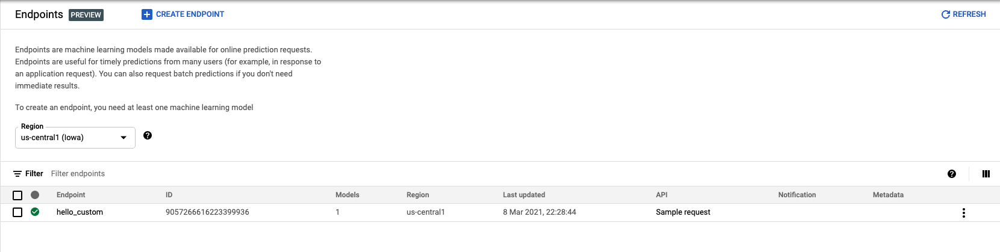 Endpoints PREVIEW CREATE ENDPOINT REFRESH
Endpoints are machine learning models made available for online prediction requests.
Endpoints are useful for timely predictions from many users (for example, in response to
an application request). You can also request batch predictions if you don't need
immediate results.
To create an endpoint, you need at least one machine learning model
Region
us-central1 (Iowa)
Filter Filter endpoints
Endpoint ID Models Region Last updated API Notification Metadata
hello_custom 9057266616223399936 1 us-central1 8 Mar 2021, 22:28:44 Sample request